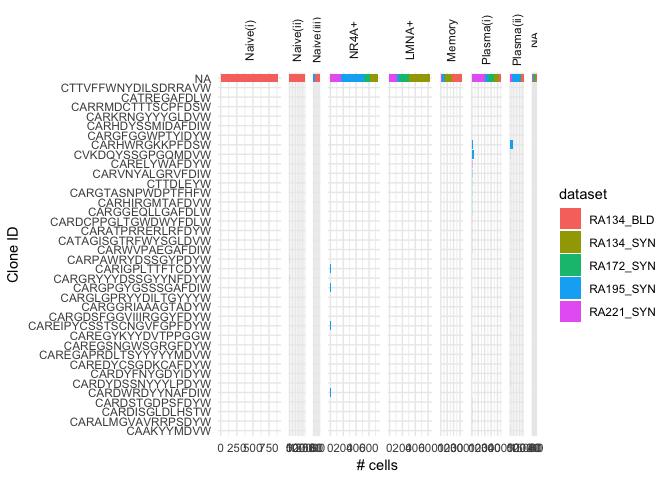 Naive(i)
Naive(ii)
Naive(iii)
NR4A+
LMNA+
Memory
Plasma(i)
Plasma(ii)
NA
NA
CTTVFFWNYDILSDRRAVW
CATREGAFDLW
CARRMDCTTTSCPFDSW
CARKRNGYYYGLDVW
CARHDYSSMIDAFDIW
CARGFGGWPTYIDYW
CARHWRGKKPFDSW
CVKDQYSSGPGQMDVW
CARELYWAFDYW
CARVNYALGRVFDIW
CTTDLEYW
CARGTASNPWDPTFHFW
CARHIRGMTAFDVW
CARGGEQLLGAFDLW
CARDCPPGLTGWDWYFDLW
CARATPRRERLRFDYW
CATAGISGTRFWYSGLDVW
CARWVPAEGAFDIW
CARPAWRYDSSGYPDYW
CARIGPLTTFTCDYW
CARGRYYYDSSGYYNFDYW
CARGPGYGSSSGAFDIW
CARGLGPRYYDILTGYYYW
CARGGRIAAAGTADYW
CARGDSFGGVIIRGGYFDYW
CAREIPYCSSTSCNGVFGPFDYW
CAREGYKYYDVTPPGGW
CAREGSNGWSGRGFDYW
CAREGAPRDLTSYYYYYMDVW
CAREDYCSGDKCAFDYW
CARDYFNYGDYIDYW
CARDYDSSNYYYLPDYW
CARDWRDYYNAFDIW
CARDSTGDPSFDYW
CARDISGLDLHSTW
CARALMGVAVRRPSDYW
CAAKYYMDVW
0 250 500 750
Clone ID
# cells
dataset
RA134_BLD
RA134_SYN
RA172_SYN
RA195_SYN
RA221_SYN